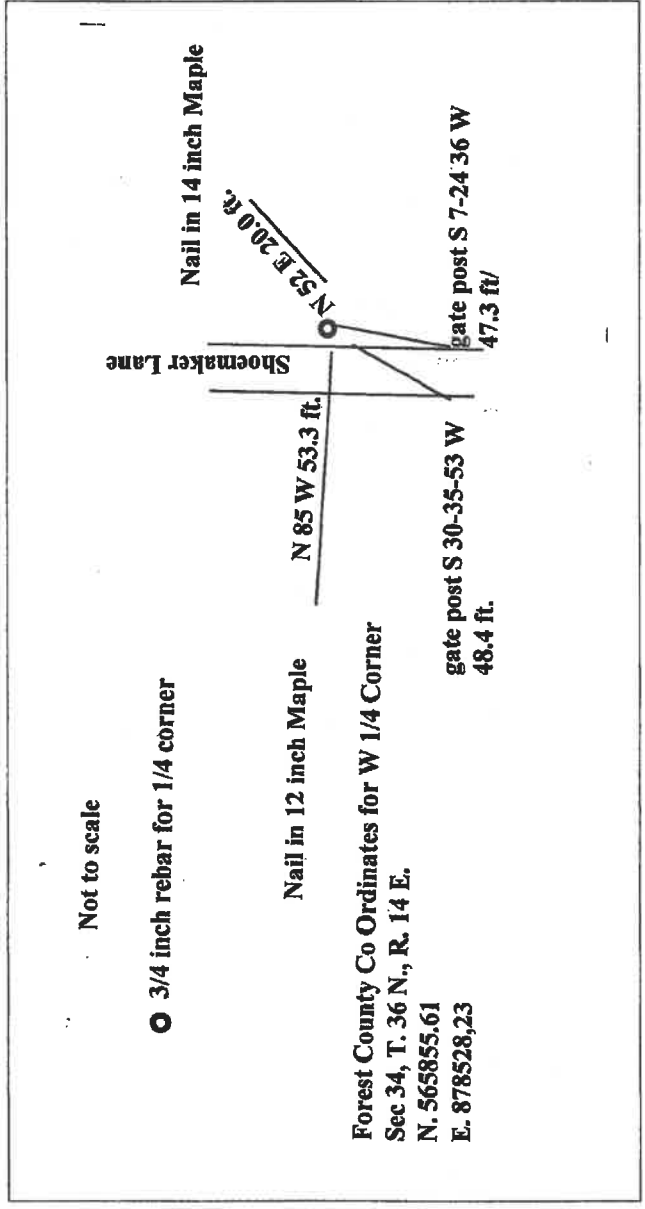 Not to scale
3/4 inch rebar for 1/4 corner
Nail in 14 inch Maple
N 52 E 20.0 ft.
Shoemaker Lane
N 85 W 53.3 ft.
Nail in 12 inch Maple
gate post S 7-24 36 W
47.3 ft/
gate post S 30-35-53 W
48.4 ft.
Forest County Co Ordinates for W 1/4 Corner
Sec 34, T. 36 N., R. 14 E.
N. 565855.61
E. 878528,23